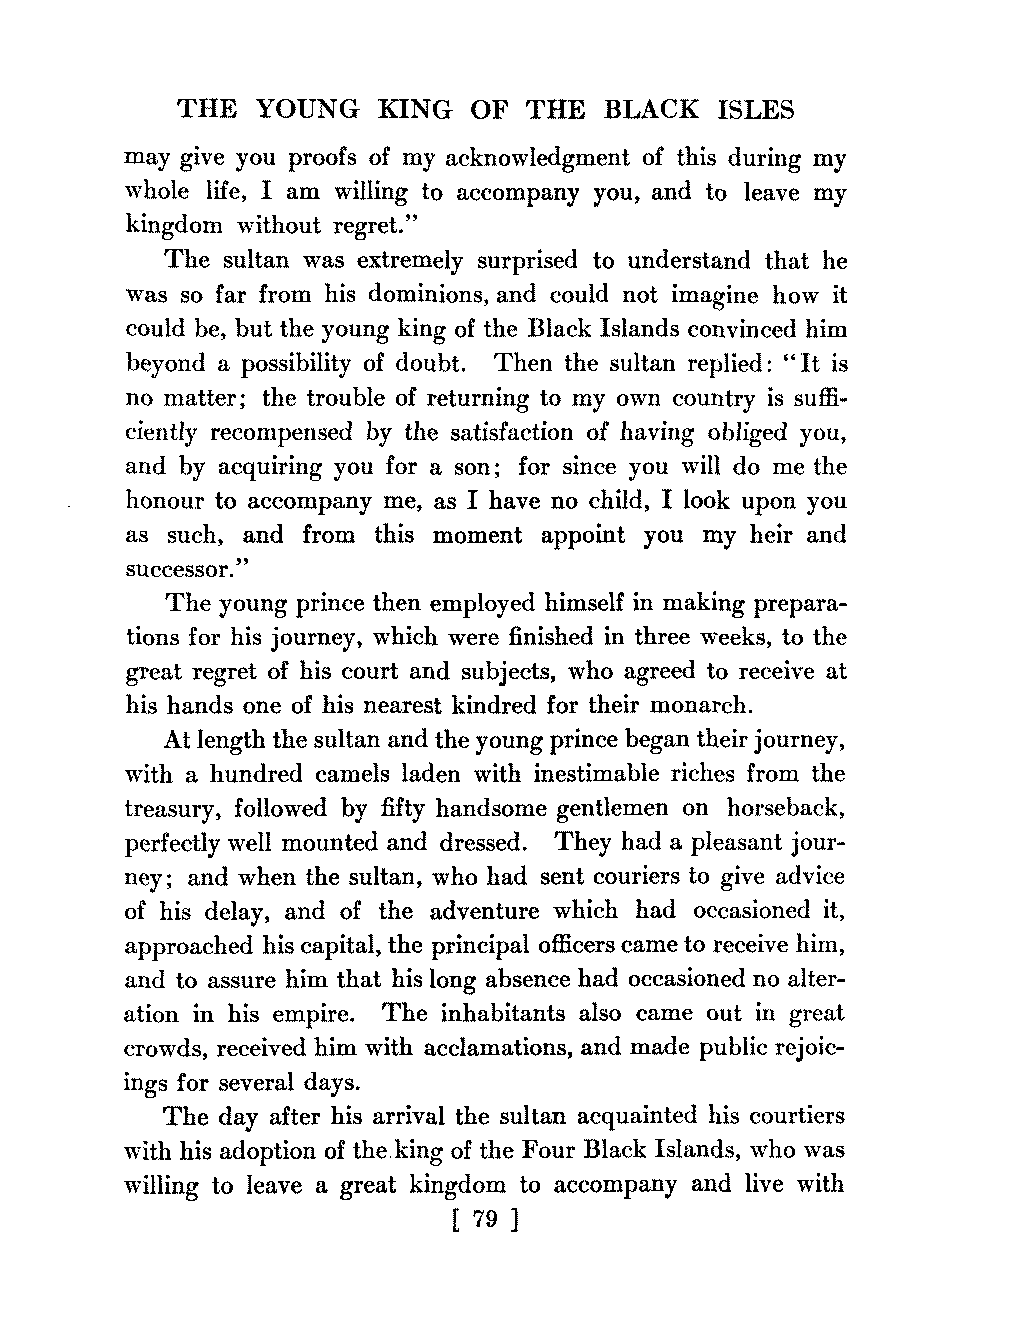 THE YOUNG KING OF THE BLACK ISLES
may give you proofs of my acknowledgment of this during my
whole life, I am willing to accompany you, and to leave my
kingdom without regret.”
The sultan was extremely surprised to understand that he
was so far from his dominions, and could not imagine how it
could be, but the young king of the Black Islands convinced him
beyond a possibility of doubt. Then the sultan replied: “It is
no matter; the trouble of returning to my own country is suffi-
ciently recompensed by the satisfaction of having obliged you,
and by acquiring you for a son; for since you will do me the
honour to accompany me, as I have no child, I look upon you
as such, and from this moment appoint you my heir and
successor.”
The young prince then employed himself in making prepara-
tions for his journey, which were finished in three weeks, to the
great regret of his court and subjects, who agreed to receive at
his hands one of his nearest kindred for their monarch.
At length the sultan and the young prince began their journey,
with a hundred camels laden with inestimable riches from the
treasury, followed by fifty handsome gentlemen on horseback,
perfectly well mounted and dressed. They had a pleasant jour-
ney; and when the sultan, who had sent couriers to give advice
of his delay, and of the adventure which had occasioned it,
approached his capital, the principal officers came to receive him,
and to assure him that his long absence had occasioned no alter-
ation in his empire. The inhabitants also came out in great
crowds, received him with acclamations, and made public rejoic-
ings for several days.
The day after his arrival the sultan acquainted his courtiers
with his adoption of the king of the Four Black Islands, who was
willing to leave a great kingdom to accompany and live with
[ 79 ]